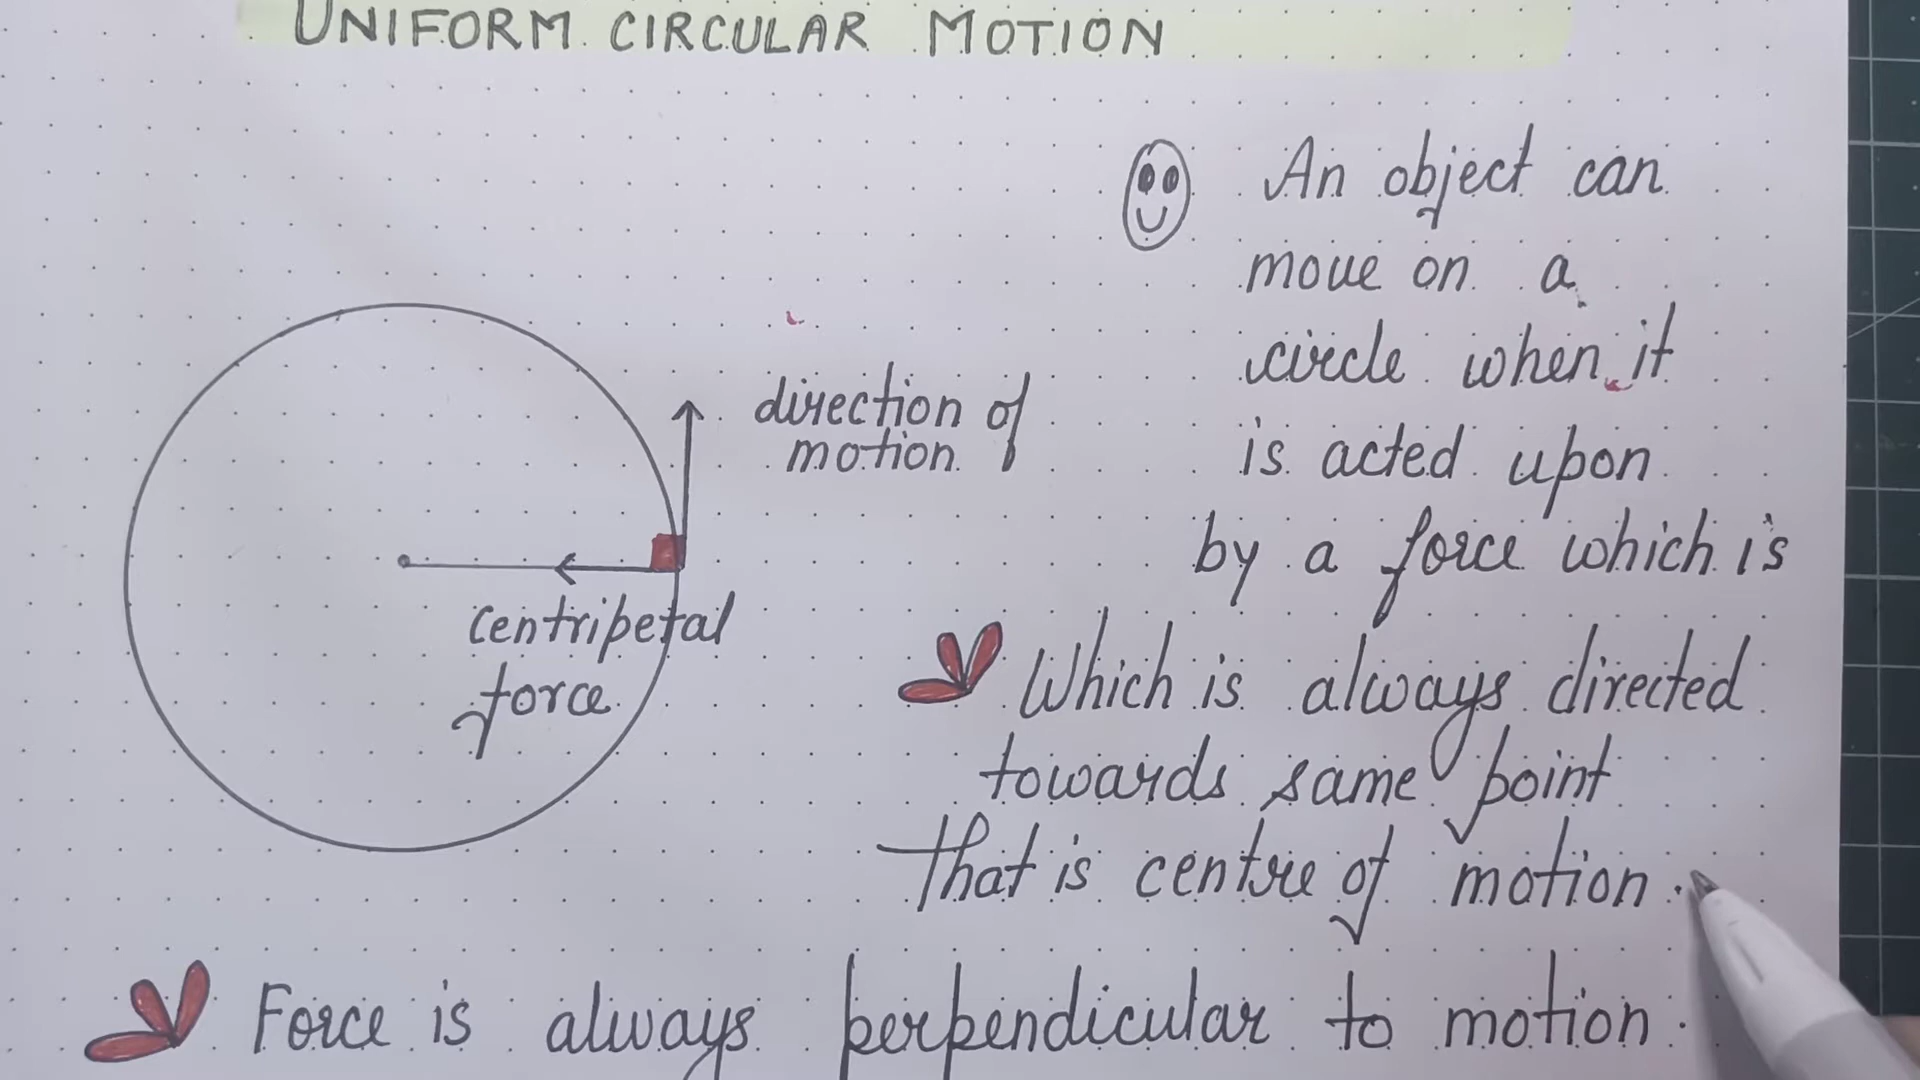 UNIFORM CIRCULAR MOTION
An object can
move on a
circle when it
is acted upon
by a force which is
direction of
motion
centripetal
force
Which is always directed
towards same point
that is centre of motion.
Force is always perpendicular to motion.